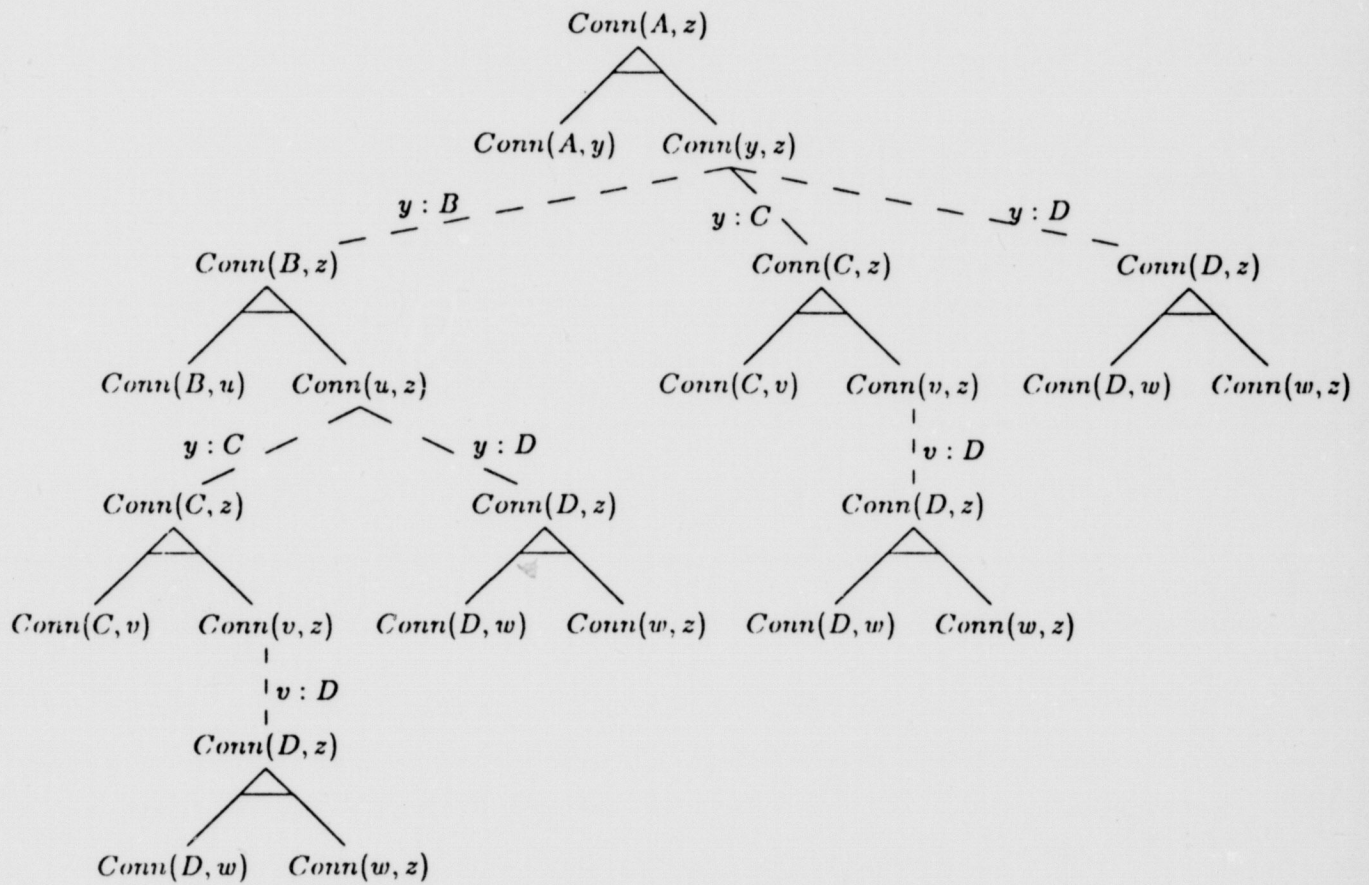 Conn(A, z)
Conn(A, y) Conn(y, z)
y : B y : C y : D
Conn(B, z) Conn(C, z) Conn(D, z)
Conn(B, u) Conn(u, z) Conn(C, v) Conn(v, z) Conn(D, w) Conn(w, z)
y : C y : D v : D
Conn(C, z) Conn(D, z) Conn(D, z)
Conn(C, v) Conn(v, z) Conn(D, w) Conn(w, z) Conn(D, w) Conn(w, z)
v : D
Conn(D, z)
Conn(D, w) Conn(w, z)